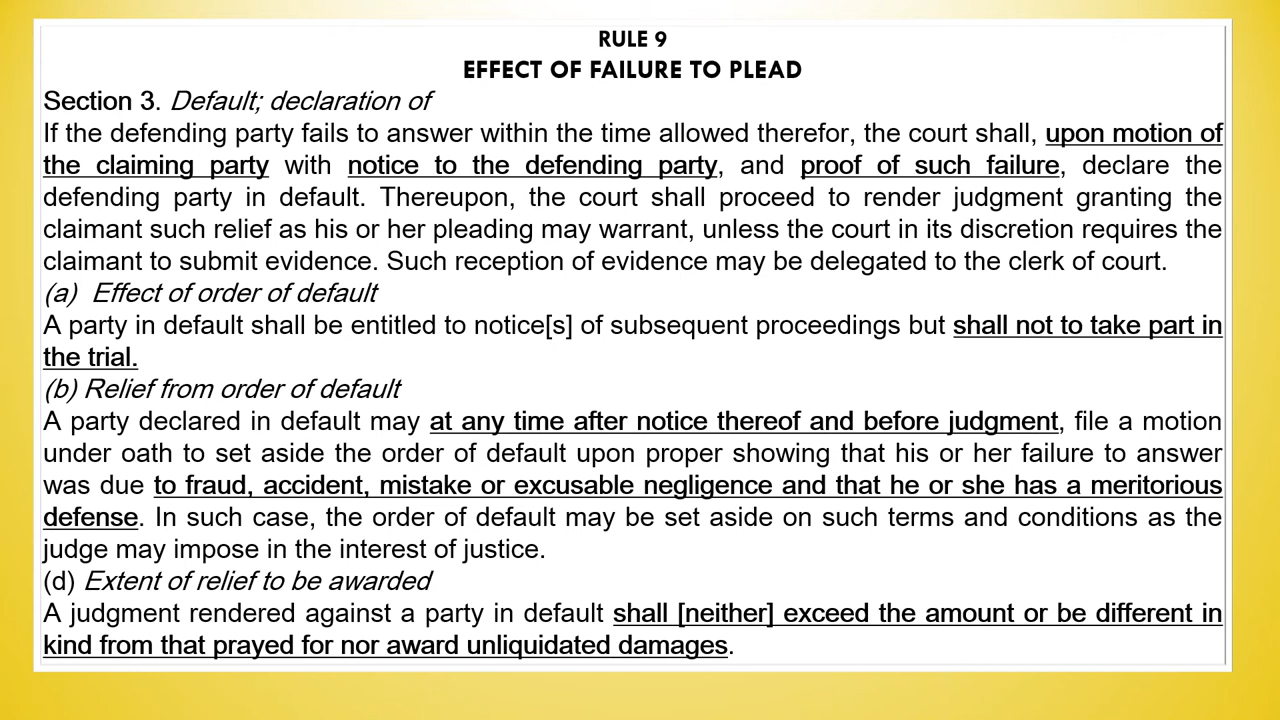 RULE 9
EFFECT OF FAILURE TO PLEAD
Section 3. Default; declaration of
If the defending party fails to answer within the time allowed therefor, the court shall, upon motion of
the claiming party with notice to the defending party, and proof of such failure, declare the
defending party in default. Thereupon, the court shall proceed to render judgment granting the
claimant such relief as his or her pleading may warrant, unless the court in its discretion requires the
claimant to submit evidence. Such reception of evidence may be delegated to the clerk of court.
(a) Effect of order of default
A party in default shall be entitled to notice[s] of subsequent proceedings but shall not to take part in
the trial.
(b) Relief from order of default
A party declared in default may at any time after notice thereof and before judgment, file a motion
under oath to set aside the order of default upon proper showing that his or her failure to answer
was due to fraud, accident, mistake or excusable negligence and that he or she has a meritorious
defense. In such case, the order of default may be set aside on such terms and conditions as the
judge may impose in the interest of justice.
(d) Extent of relief to be awarded
A judgment rendered against a party in default shall [neither] exceed the amount or be different in
kind from that prayed for nor award unliquidated damages.